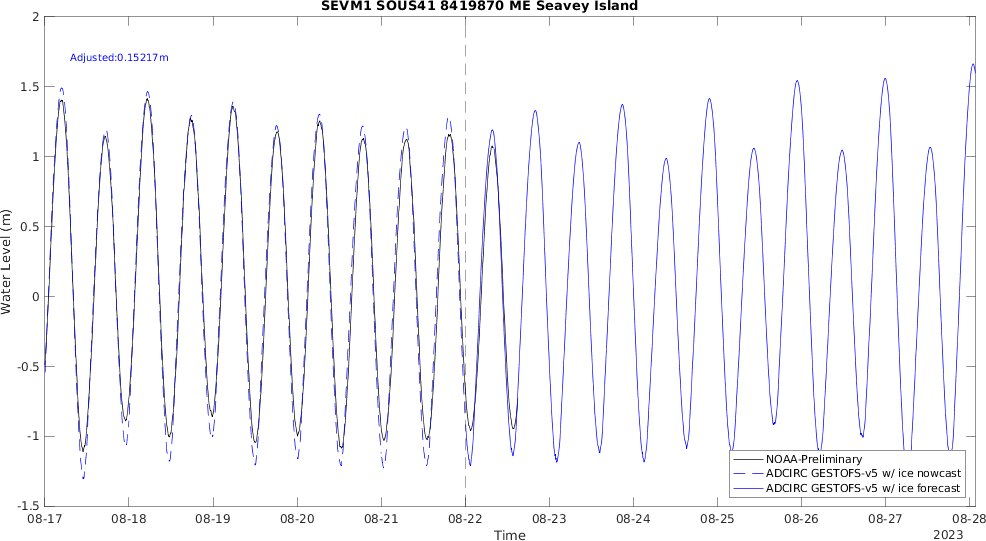 SEVM1 SOUS41 8419870 ME Seavey Island
Adjusted:0.15217m
2
1.5
1
0.5
0
-0.5
-1
-1.5
Water Level (m)
NOAA-Preliminary
ADCIRC GESTOFS-v5 w/ ice nowcast
ADCIRC GESTOFS-v5 w/ ice forecast
08-17 08-18 08-19 08-20 08-21 08-22 08-23 08-24 08-25 08-26 08-27 08-28
Time
2023